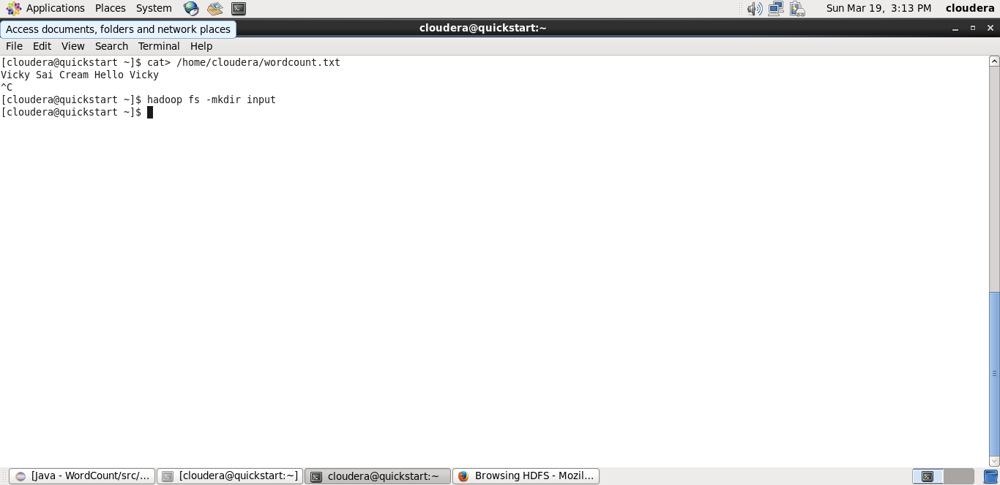 Applications Places System Sun Mar 19, 3:13 PM cloudera
Access documents, folders and network places cloudera@quickstart:~
File Edit View Search Terminal Help
[cloudera@quickstart ~]$ cat> /home/cloudera/wordcount.txt
Vicky Sai Cream Hello Vicky
^C
[cloudera@quickstart ~]$ hadoop fs -mkdir input
[cloudera@quickstart ~]$
[Java - WordCount/src/... [cloudera@quickstart:~] cloudera@quickstart:~ Browsing HDFS - Mozil...